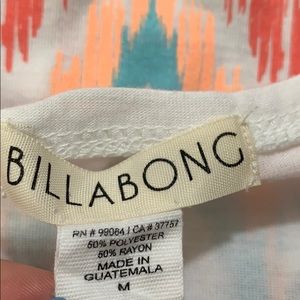 BILLABONG
RN # 99084 / CA # 37757
50% POLYESTER
50% RAYON
MADE IN
GUATEMALA
M